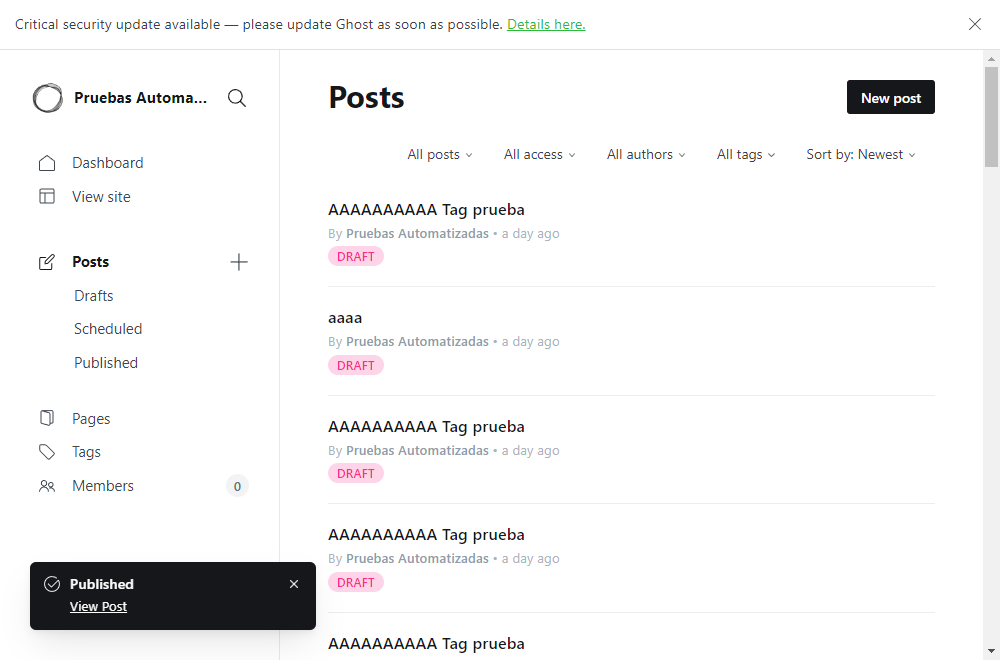 Critical security update available — please update Ghost as soon as possible. Details here.
Pruebas Automa...
Dashboard
View site
Posts
Drafts
Scheduled
Published
Pages
Tags
Members 0
Published
View Post
Posts
New post
All posts All access All authors All tags Sort by: Newest
AAAAAAAAAA Tag prueba
By Pruebas Automatizadas • a day ago
DRAFT
aaaa
By Pruebas Automatizadas • a day ago
DRAFT
AAAAAAAAAA Tag prueba
By Pruebas Automatizadas • a day ago
DRAFT
AAAAAAAAAA Tag prueba
By Pruebas Automatizadas • a day ago
DRAFT
AAAAAAAAAA Tag prueba